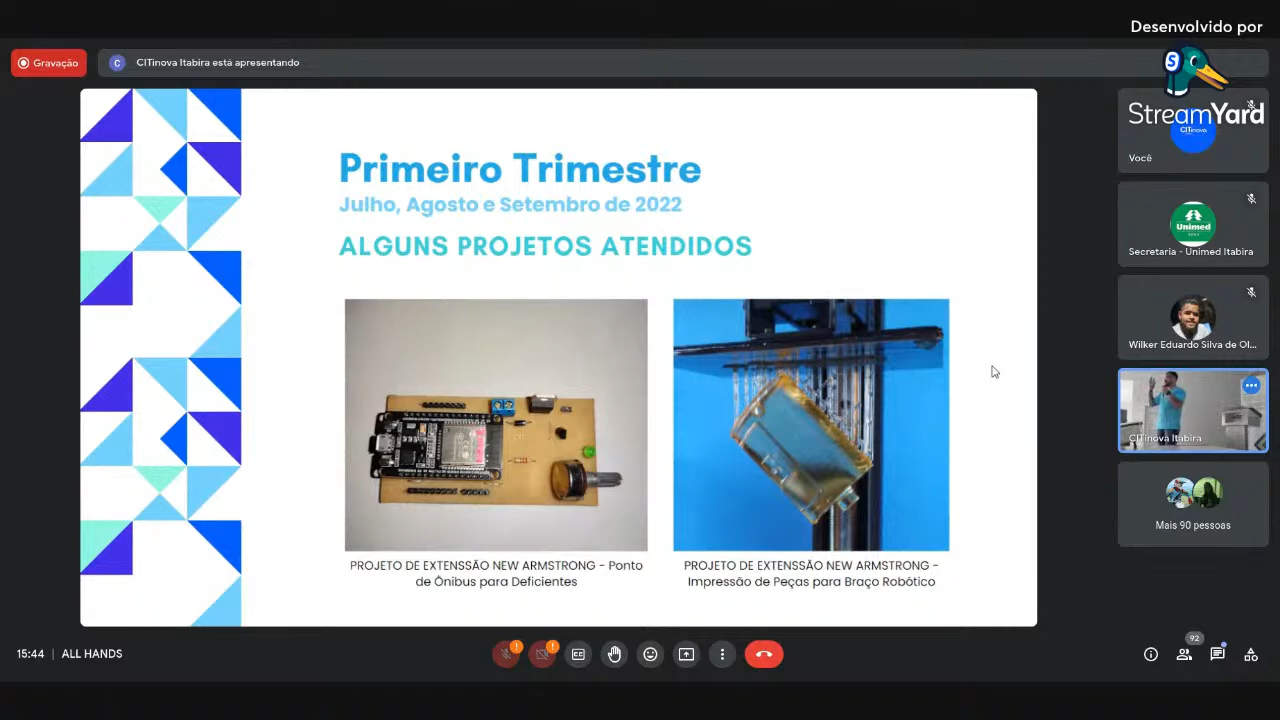 Desenvolvido por
StreamYard
Gravação
C
CITinova Itabira está apresentando
Primeiro Trimestre
Julho, Agosto e Setembro de 2022
ALGUNS PROJETOS ATENDIDOS
PROJETO DE EXTENSSÃO NEW ARMSTRONG - Ponto
de Ônibus para Deficientes
PROJETO DE EXTENSSÃO NEW ARMSTRONG -
Impressão de Peças para Braço Robótico
S
CITinova
Você
Unimed
Secretaria - Unimed Itabira
Wilker Eduardo Silva de Ol...
CITinova Itabira
Mais 90 pessoas
15:44 | ALL HANDS
CC
92